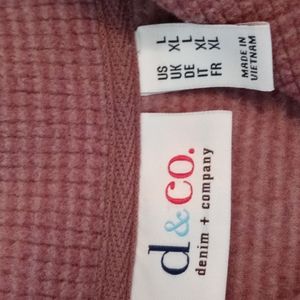 US L
UK XL
DE L
IT XL
FR XL
MADE IN
VIETNAM
d&co.
denim + company